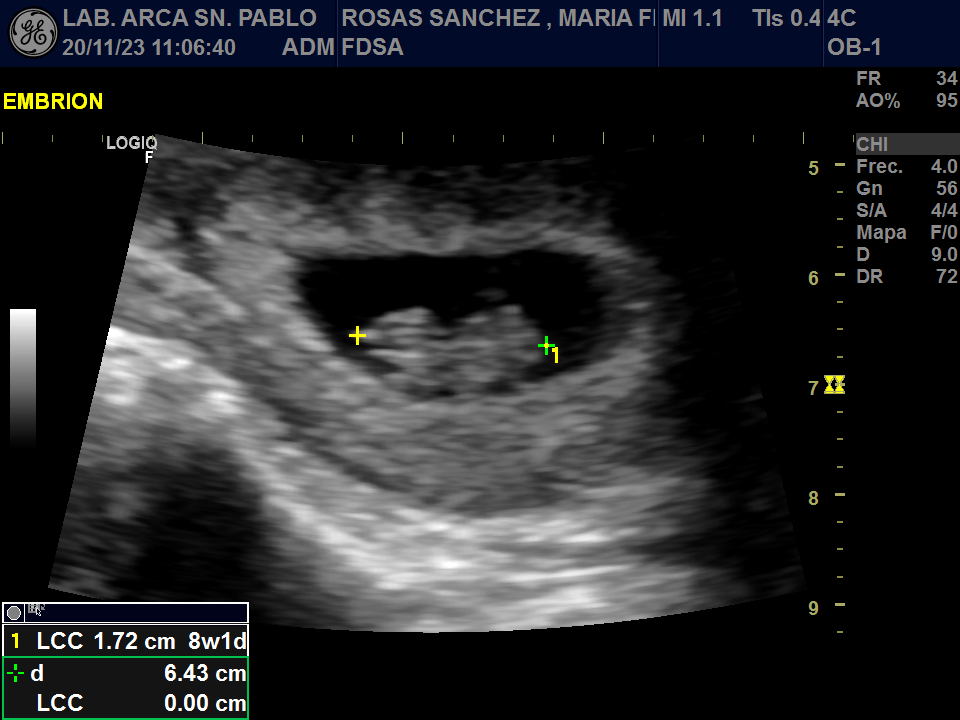 LAB. ARCA SN. PABLO
20/11/23 11:06:40 ADM
ROSAS SANCHEZ , MARIA FI
FDSA
MI 1.1 TIs 0.4
4C
OB-1
FR 34
AO% 95
EMBRION
LOGIQ
F
CHI
Frec. 4.0
Gn 56
S/A 4/4
Mapa F/0
D 9.0
DR 72
5
6
7
8
9
1
1 LCC 1.72 cm 8w1d
d 6.43 cm
LCC 0.00 cm